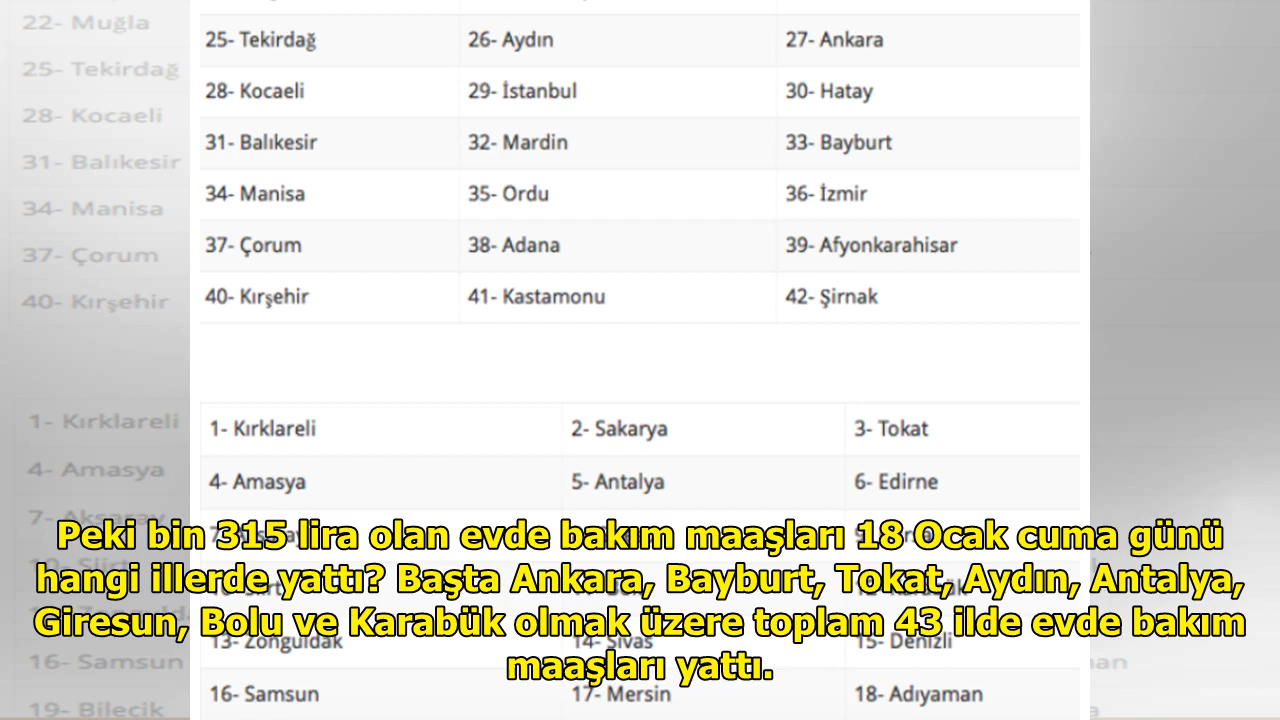 22- Muğla
25- Tekirdağ
28- Kocaeli
31- Balıkesir
34- Manisa
37- Çorum
40- Kırşehir
1- Kırklareli
4- Amasya
7- Aksaray
16- Samsun
19- Bilecik
25- Tekirdağ 26- Aydın 27- Ankara
28- Kocaeli 29- İstanbul 30- Hatay
31- Balıkesir 32- Mardin 33- Bayburt
34- Manisa 35- Ordu 36- İzmir
37- Çorum 38- Adana 39- Afyonkarahisar
40- Kırşehir 41- Kastamonu 42- Şirnak
1- Kırklareli 2- Sakarya 3- Tokat
4- Amasya 5- Antalya 6- Edirne
13- Zonguldak 14- Sivas 15- Denizli
16- Samsun 17- Mersin 18- Adıyaman
Peki bin 315 lira olan evde bakım maaşları 18 Ocak cuma günü
hangi illerde yattı? Başta Ankara, Bayburt, Tokat, Aydın, Antalya,
Giresun, Bolu ve Karabük olmak üzere toplam 43 ilde evde bakım
maaşları yattı.